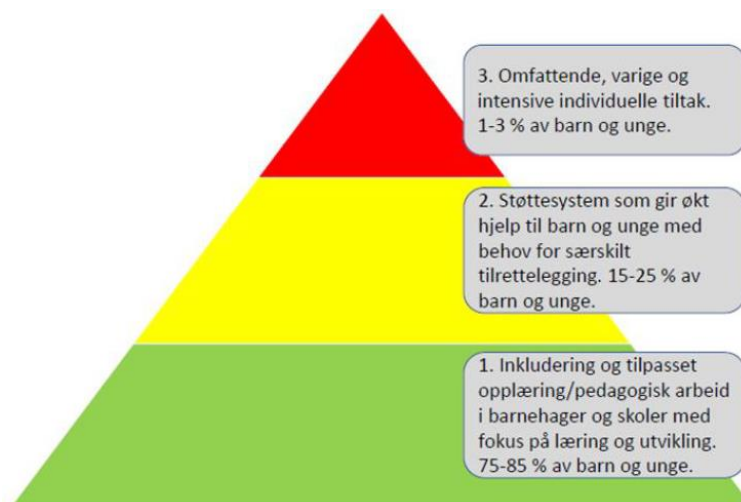 3. Omfattende, varige og
intensive individuelle tiltak.
1-3 % av barn og unge.
2. Støttesystem som gir økt
hjelp til barn og unge med
behov for særskilt
tilrettelegging. 15-25 % av
barn og unge.
1. Inkludering og tilpasset
opplæring/pedagogisk arbeid
i barnehager og skoler med
fokus på læring og utvikling.
75-85 % av barn og unge.